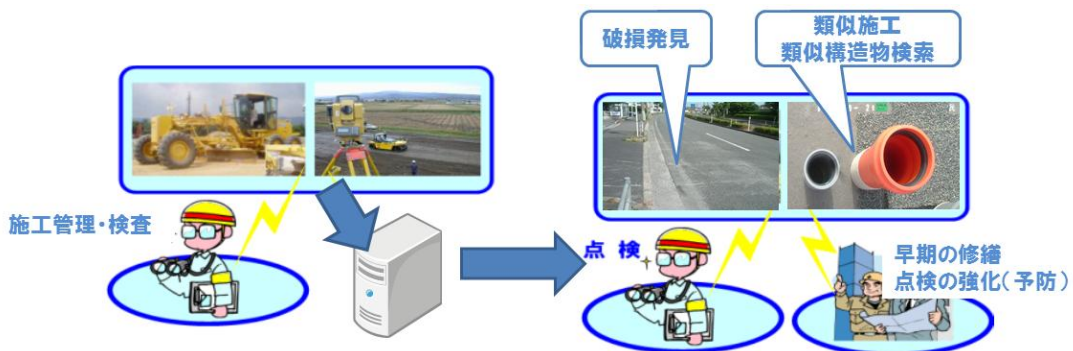 破損発見
類似施工
類似構造物検索
施工管理・検査
点 検
早期の修繕
点検の強化(予防)